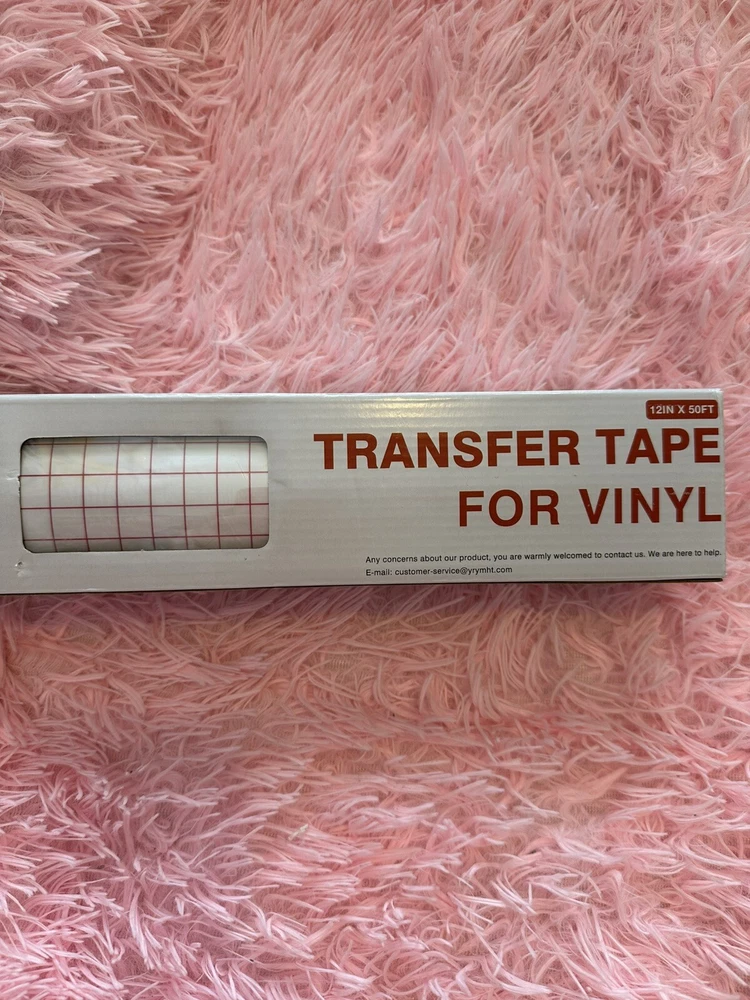 12IN X 50FT
TRANSFER TAPE
FOR VINYL
Any concerns about our product, you are warmly welcomed to contact us. We are here to help.
E-mail: customer-service@yrymht.com